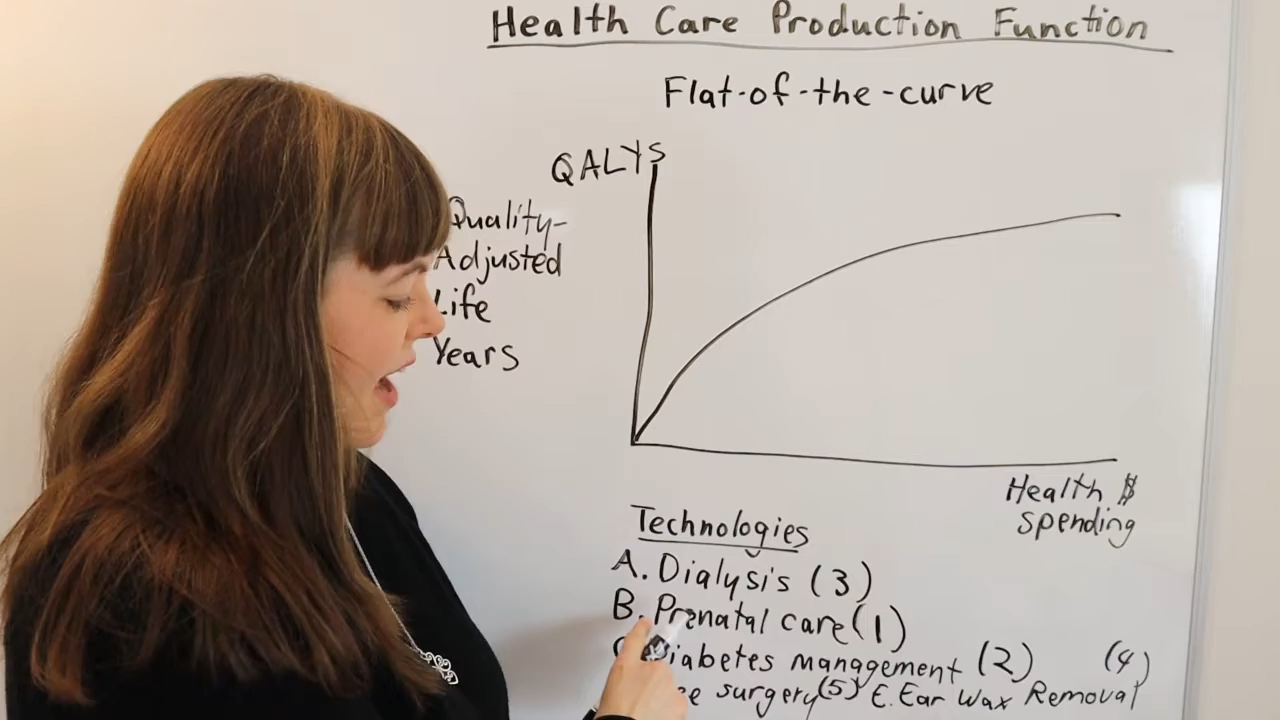 Health Care Production Function
Flat-of-the-curve
QALYS
Quality-
Adjusted
Life
Years
Health $
spending
Technologies
A. Dialysis (3)
B. Prenatal care (1)
Diabetes management (2) (4)
surgery (5) E. Ear Wax Removal